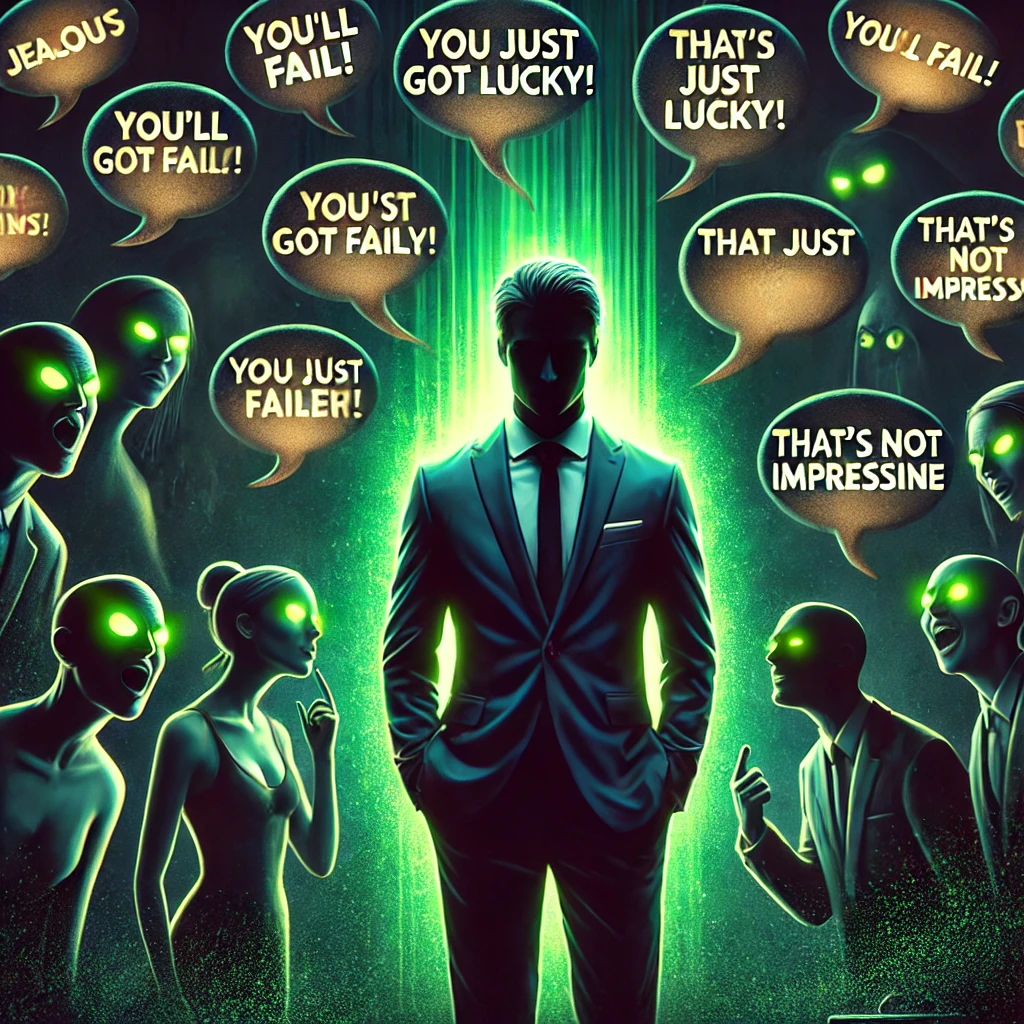 JEALOUS
YOU'LL
FAIL!
YOU JUST
GOT LUCKY!
THAT'S
JUST
LUCKY!
YOU'L FAIL!
YOU'LL
GOT FAIL!!
YOU'ST
GOT FAILY!
THAT JUST
THAT'S
NOT
IMPRESS
YOU JUST
FAILER!
THAT'S NOT
IMPRESSINE